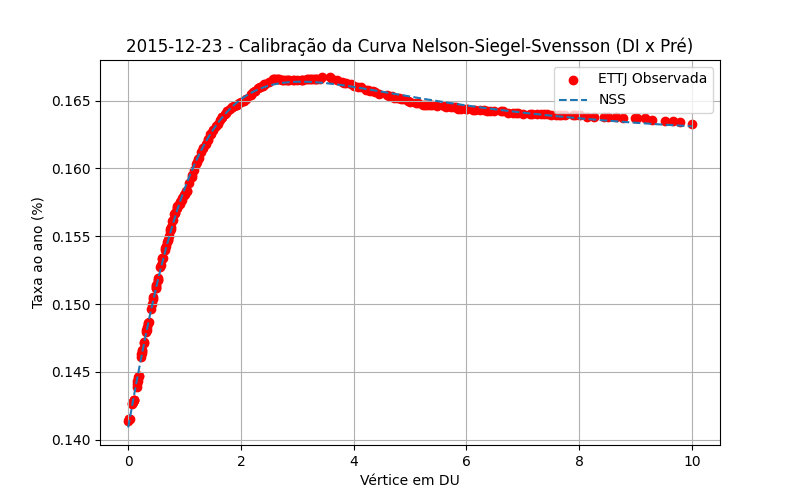 2015-12-23 - Calibração da Curva Nelson-Siegel-Svensson (DI x Pré)
ETTJ Observada
NSS
Taxa ao ano (%)
0.165
0.160
0.155
0.150
0.145
0.140
0 2 4 6 8 10
Vértice em DU